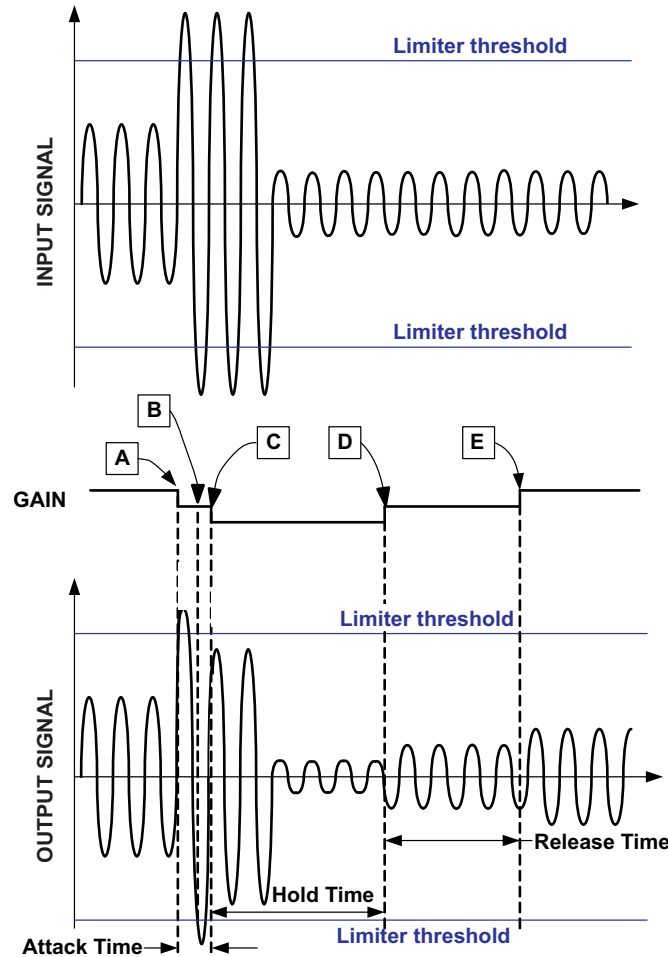 Limiter threshold
INPUT SIGNAL
Limiter threshold
B
C
D
E
A
GAIN
Limiter threshold
OUTPUT SIGNAL
Release Time
Hold Time
Limiter threshold
Attack Time